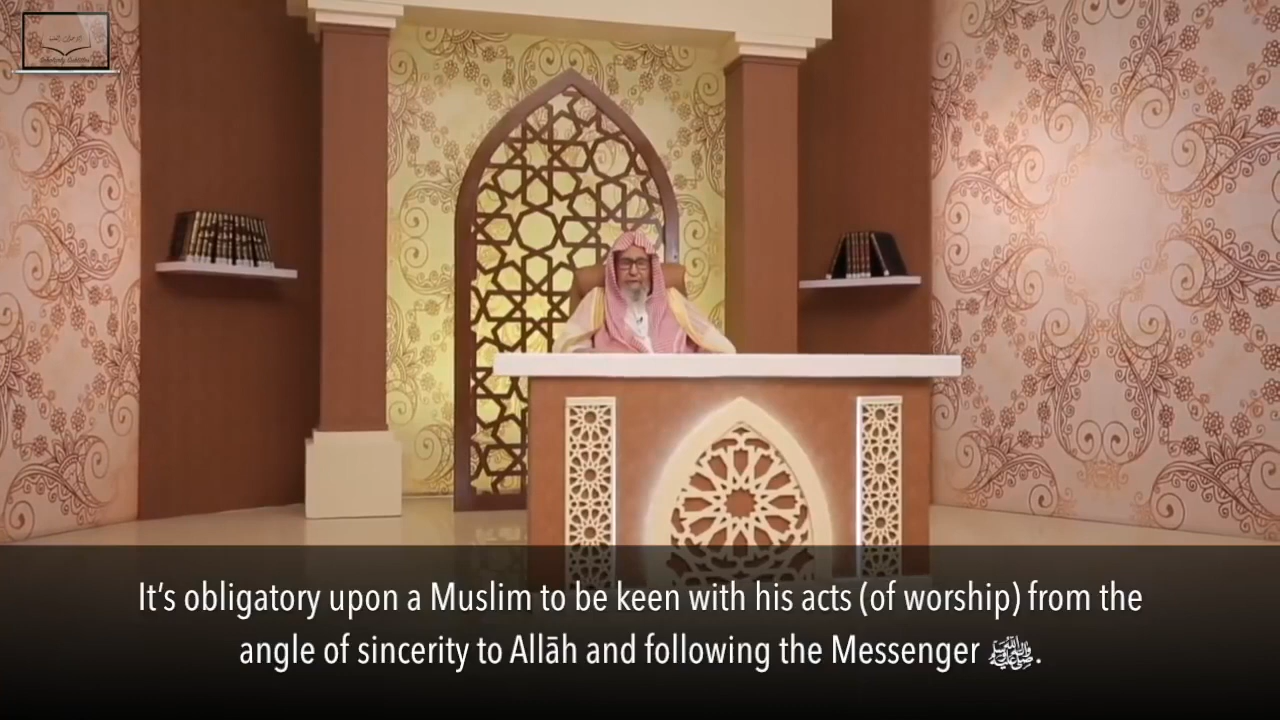 It's obligatory upon a Muslim to be keen with his acts (of worship) from the
angle of sincerity to Allāh and following the Messenger ﷺ.